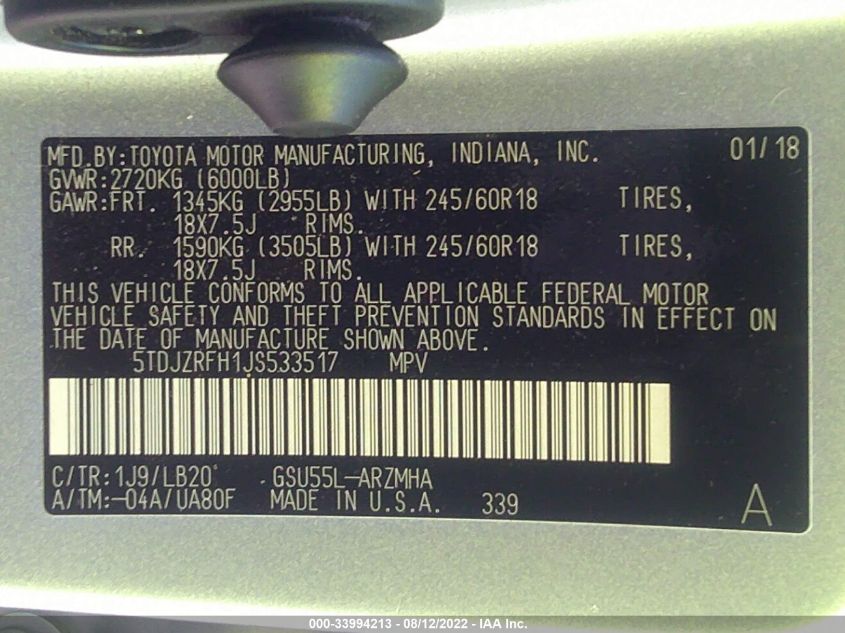 MFD.BY:TOYOTA MOTOR MANUFACTURING, INDIANA, INC. 01/18
GVWR:2720KG (6000LB)
GAWR:FRT. 1345KG (2955LB) WITH 245/60R18 TIRES,
18X7.5J RIMS.
RR. 1590KG (3505LB) WITH 245/60R18 TIRES,
18X7.5J RIMS.
THIS VEHICLE CONFORMS TO ALL APPLICABLE FEDERAL MOTOR
VEHICLE SAFETY AND THEFT PREVENTION STANDARDS IN EFFECT ON
THE DATE OF MANUFACTURE SHOWN ABOVE.
5TDJZRFH1JS533517 MPV
C/TR:1J9/LB20 GSU55L-ARZMHA
A/TM:-04A/UA80F MADE IN U.S.A. 339 A
000-33994213 - 08/12/2022 - IAA Inc.